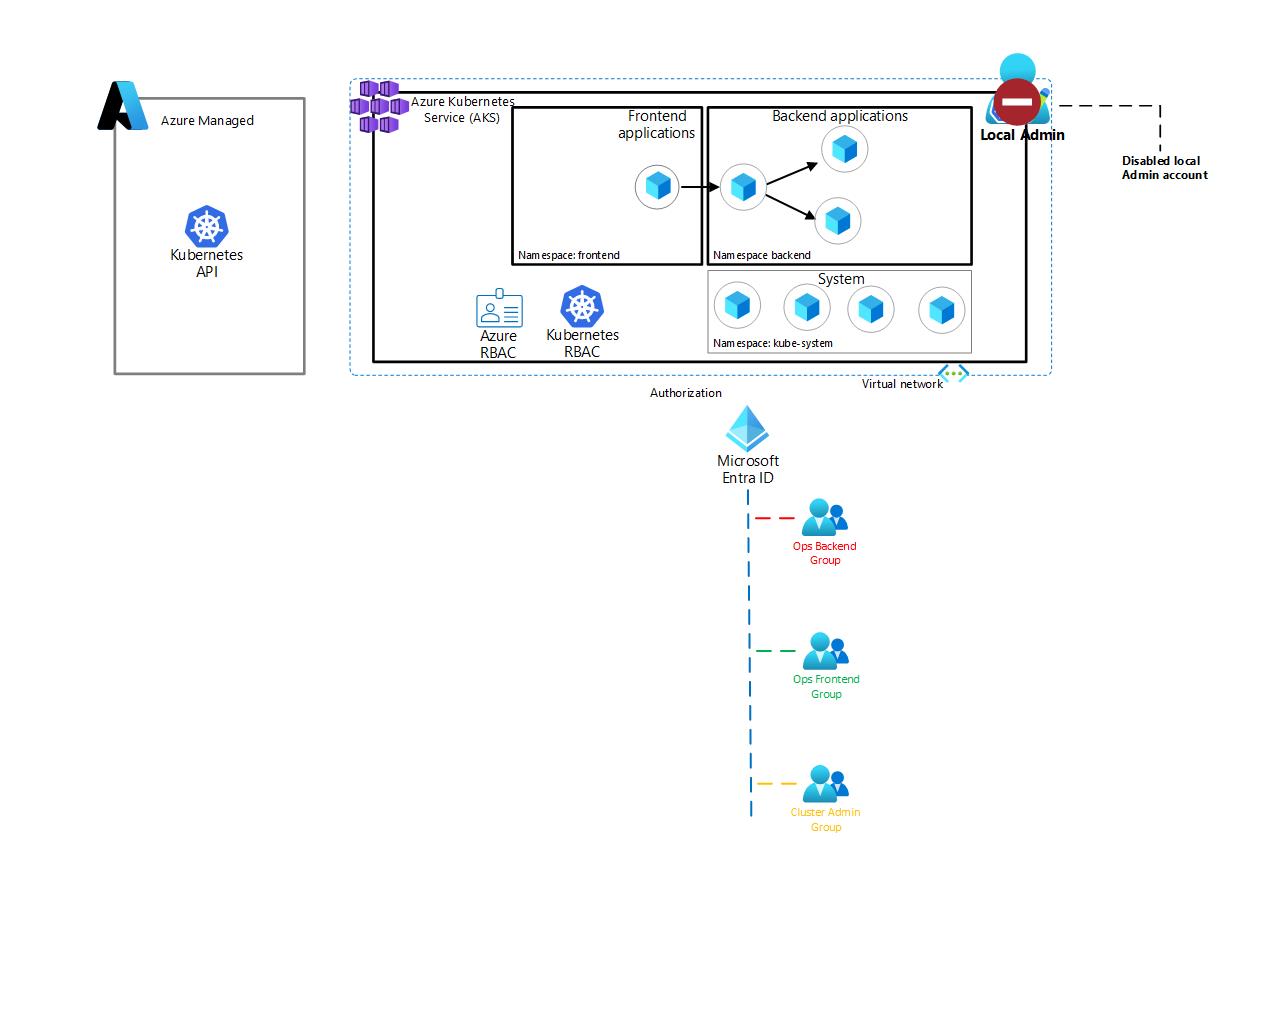 Azure Managed
Kubernetes
API
Azure Kubernetes
Service (AKS)
Frontend
applications
Namespace: frontend
Backend applications
Namespace backend
System
Namespace: kube-system
Azure
RBAC
Kubernetes
RBAC
Local Admin
Disabled local
Admin account
Virtual network
Authorization
Microsoft
Entra ID
Ops Backend
Group
Ops Frontend
Group
Cluster Admin
Group